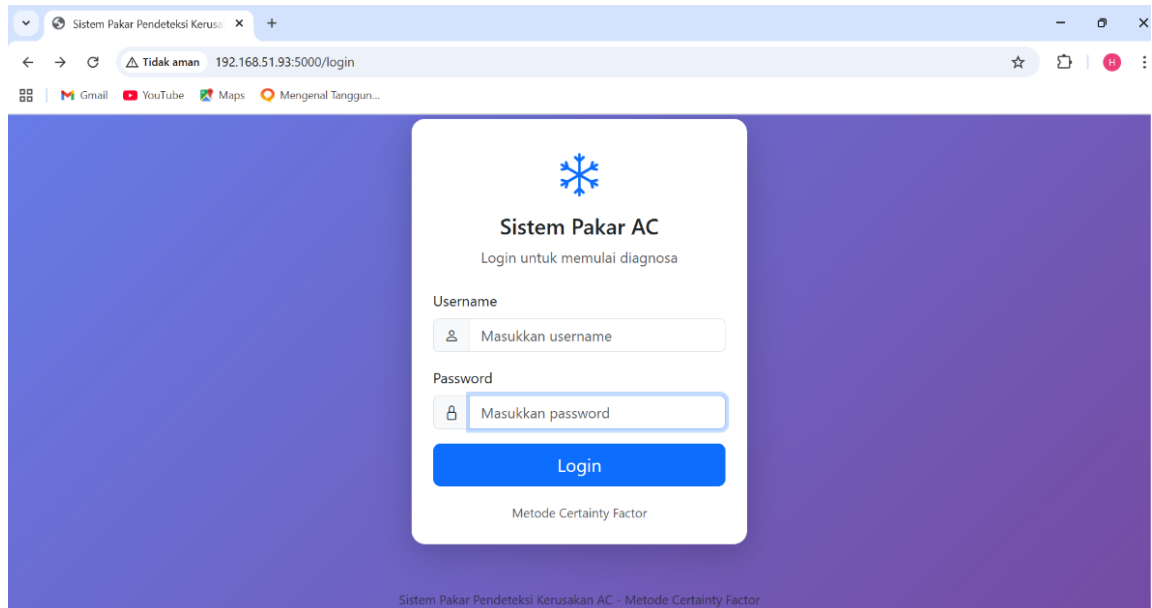 Sistem Pakar Pendeteksi Kerusa
Tidak aman 192.168.51.93:5000/login
H
Gmail YouTube Maps Mengenal Tanggun...
Sistem Pakar AC
Login untuk memulai diagnosa
Username
Masukkan username
Password
Masukkan password
Login
Metode Certainty Factor
Sistem Pakar Pendeteksi Kerusakan AC - Metode Certainty Factor